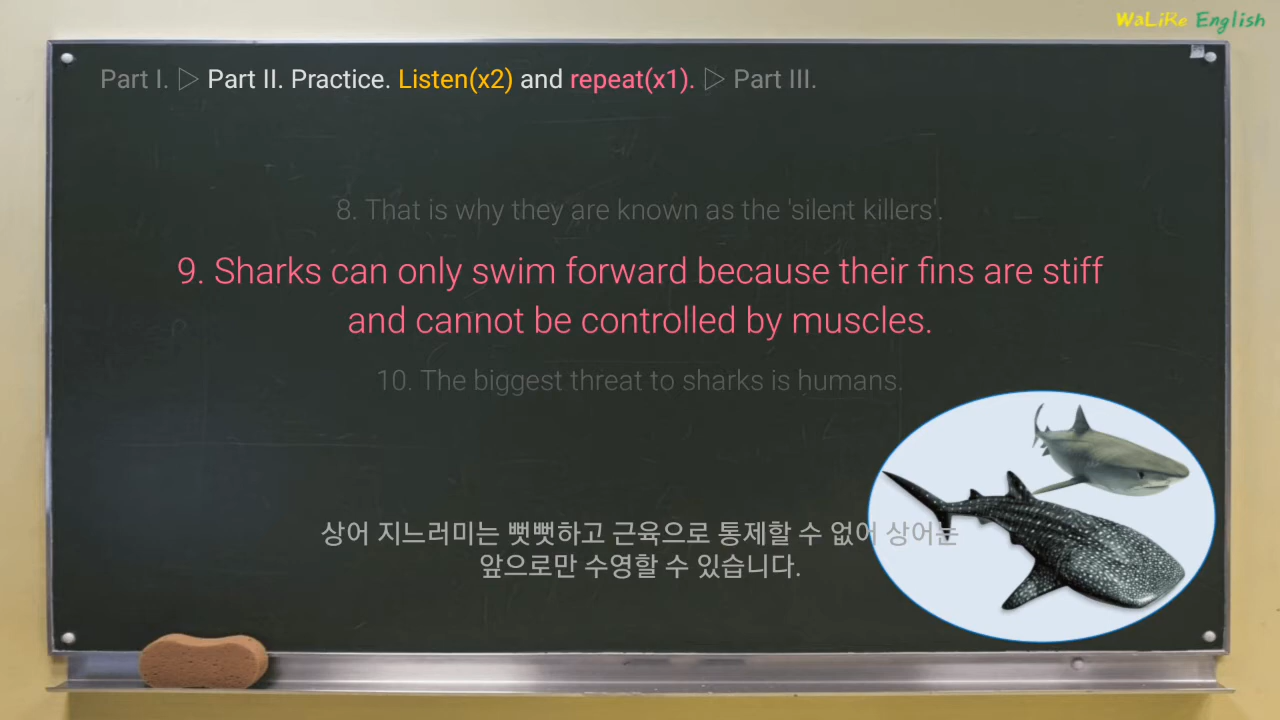 WaLiRe English
Part I. ▷ Part II. Practice. Listen(x2) and repeat(x1). ▷ Part III.
8. That is why they are known as the 'silent killers'.
9. Sharks can only swim forward because their fins are stiff
and cannot be controlled by muscles.
10. The biggest threat to sharks is humans.
상어 지느러미는 뻣뻣하고 근육으로 통제할 수 없어 상어는
앞으로만 수영할 수 있습니다.